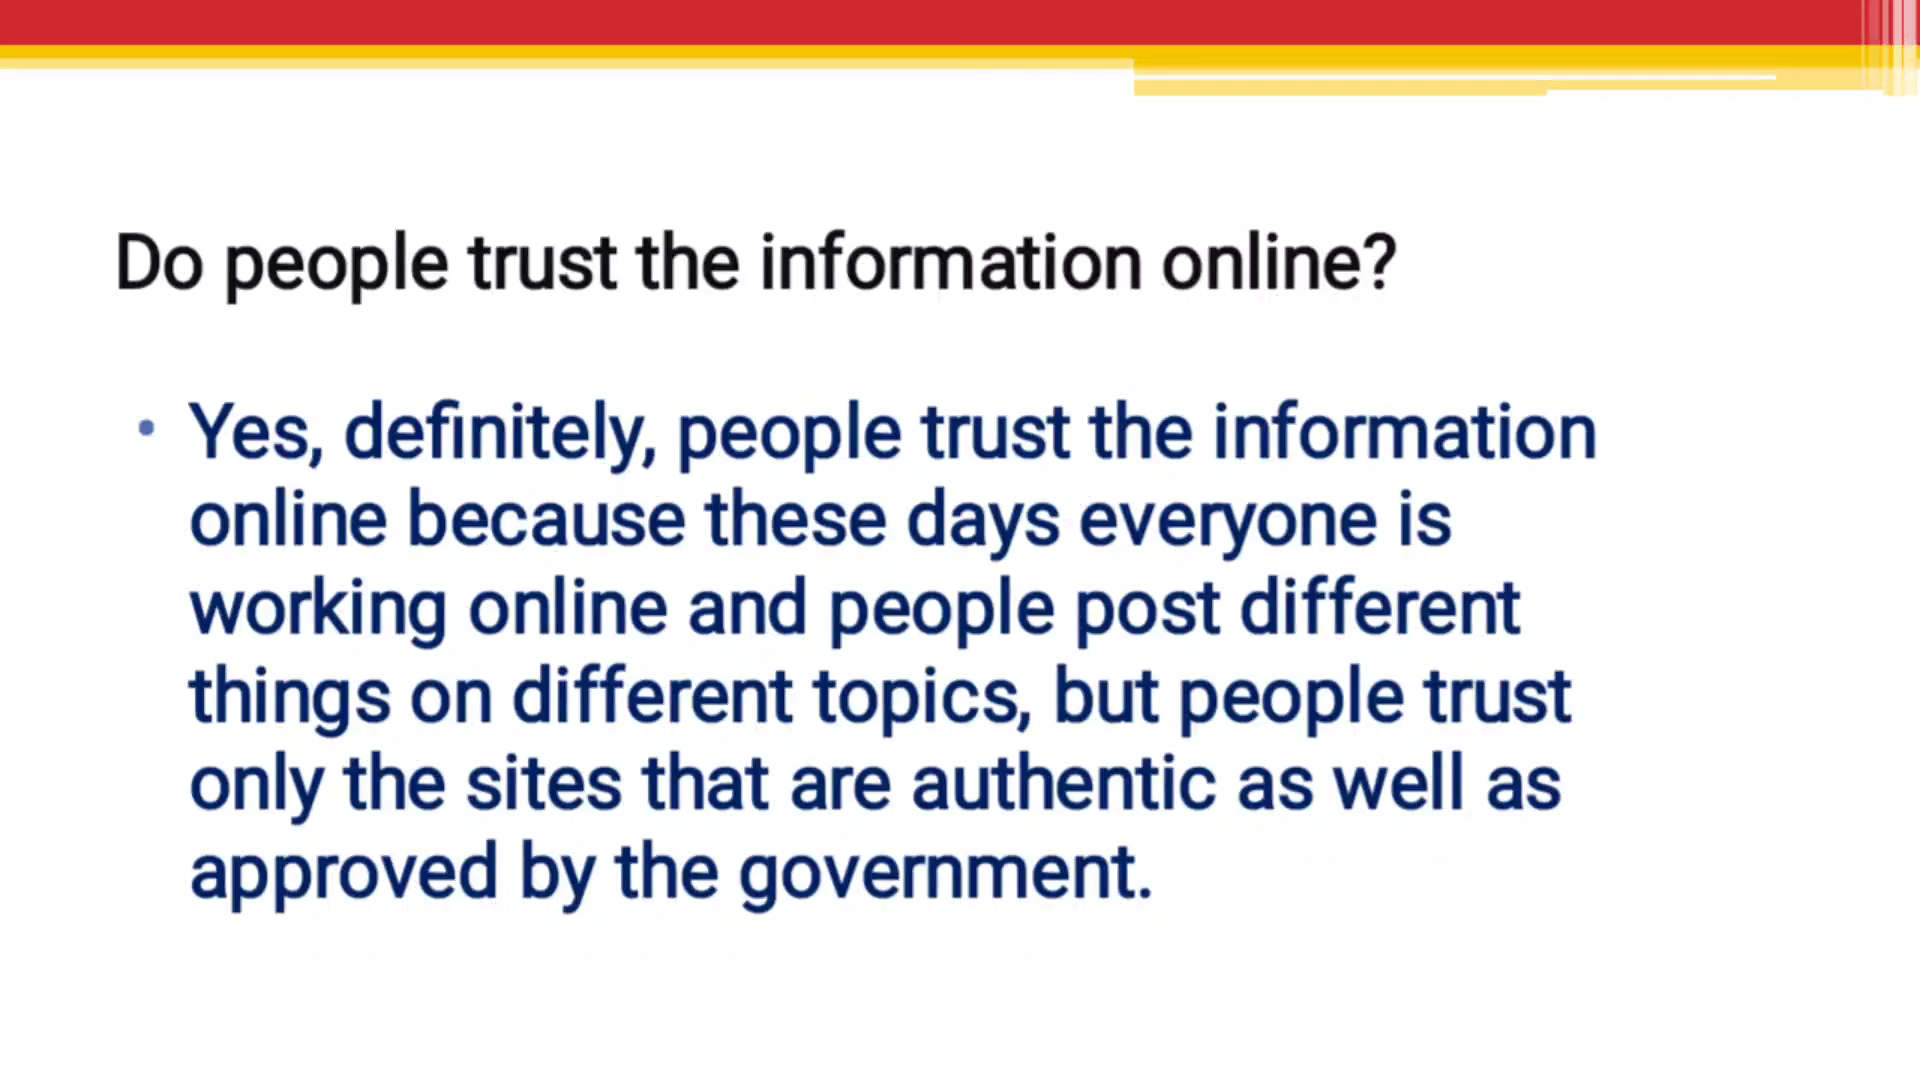 Do people trust the information online?
• Yes, definitely, people trust the information
online because these days everyone is
working online and people post different
things on different topics, but people trust
only the sites that are authentic as well as
approved by the government.